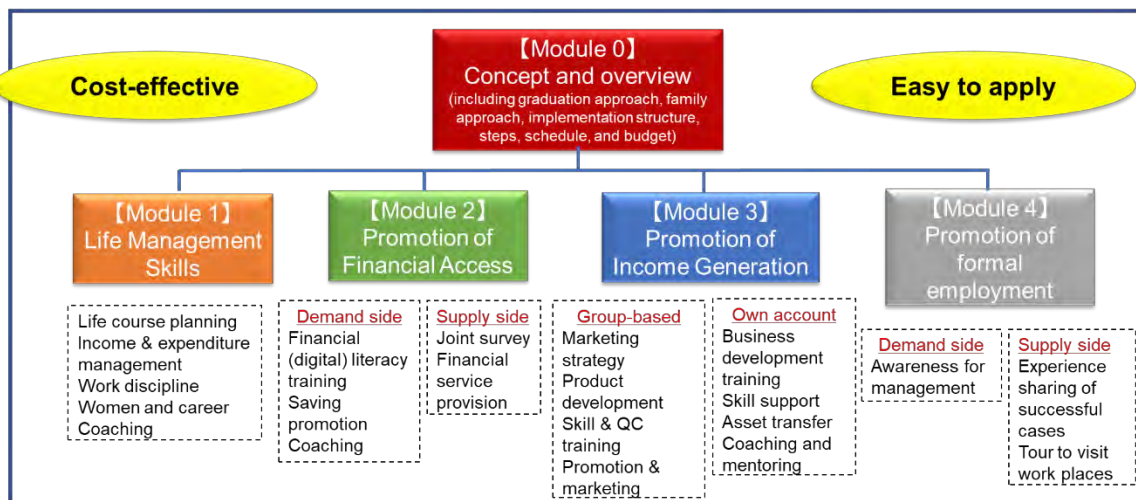 Cost-effective
【Module 0】
Concept and overview
(including graduation approach, family
approach, implementation structure,
steps, schedule, and budget)
Easy to apply
【Module 1】
Life Management
Skills
【Module 2】
Promotion of
Financial Access
【Module 3】
Promotion of
Income Generation
【Module 4】
Promotion of
formal
employment
Life course planning
Income & expenditure
management
Work discipline
Women and career
Coaching
Demand side
Financial
(digital) literacy
training
Saving
promotion
Coaching
Supply side
Joint survey
Financial
service
provision
Group-based
Marketing
strategy
Product
development
Skill & QC
training
Promotion &
marketing
Own account
Business
development
training
Skill support
Asset transfer
Coaching and
mentoring
Demand side
Awareness for
management
Supply side
Experience
sharing of
successful
cases
Tour to visit
work places